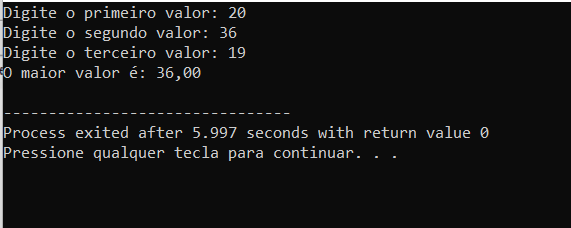 Digite o primeiro valor: 20
Digite o segundo valor: 36
Digite o terceiro valor: 19
O maior valor é: 36,00
--------------------------------
Process exited after 5.997 seconds with return value 0
Pressione qualquer tecla para continuar. . .